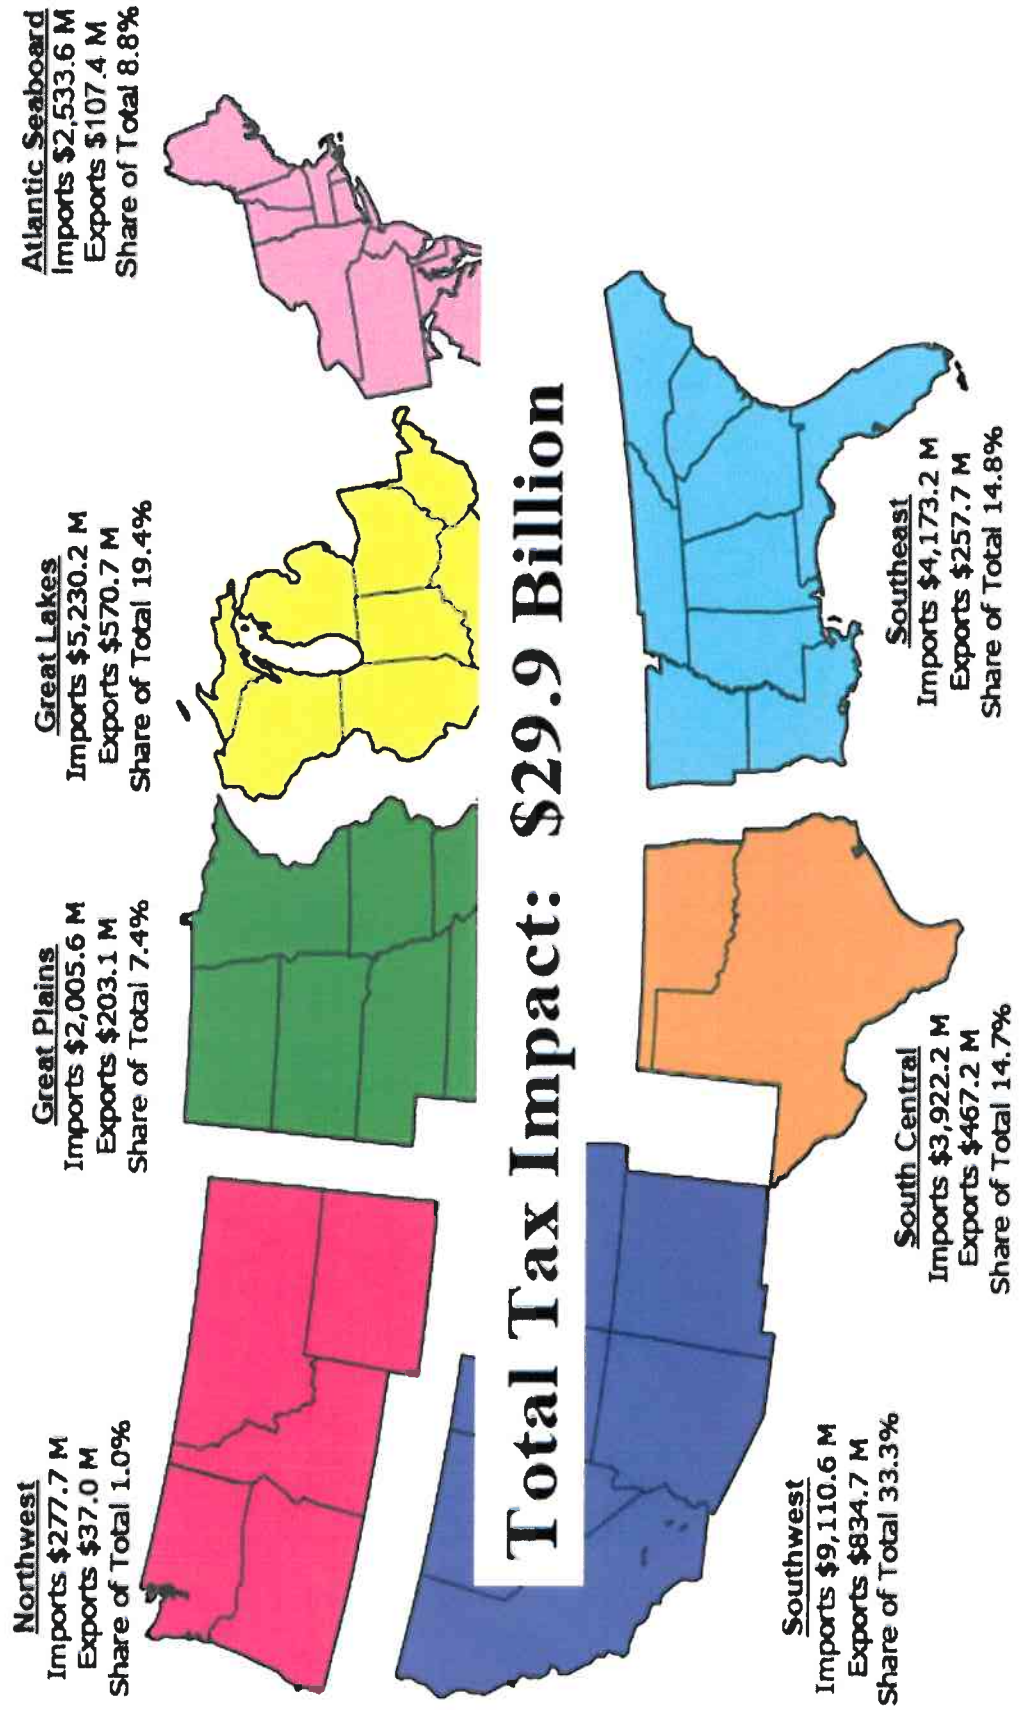 Northwest
Imports $277.7 M
Exports $37.0 M
Share of Total 1.0%
Great Plains
Imports $2,005.6 M
Exports $203.1 M
Share of Total 7.4%
Great Lakes
Imports $5,230.2 M
Exports $570.7 M
Share of Total 19.4%
Atlantic Seaboard
Imports $2,533.6 M
Exports $107.4 M
Share of Total 8.8%
Total Tax Impact: $29.9 Billion
Southwest
Imports $9,110.6 M
Exports $834.7 M
Share of Total 33.3%
South Central
Imports $3,922.2 M
Exports $467.2 M
Share of Total 14.7%
Southeast
Imports $4,173.2 M
Exports $257.7 M
Share of Total 14.8%